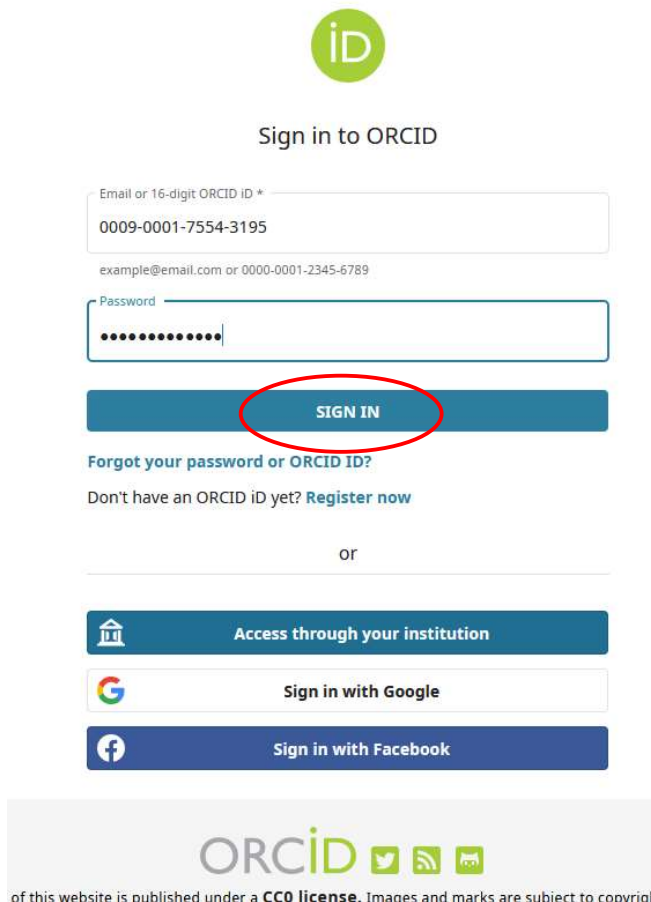 iD
Sign in to ORCID
Email or 16-digit ORCID iD *
0009-0001-7554-3195
example@email.com or 0000-0001-2345-6789
Password
•••••••••••••
SIGN IN
Forgot your password or ORCID ID?
Don't have an ORCID iD yet? Register now
or
Access through your institution
Sign in with Google
Sign in with Facebook
ORCID
of this website is published under a CC0 license. Images and marks are subject to copyrigh